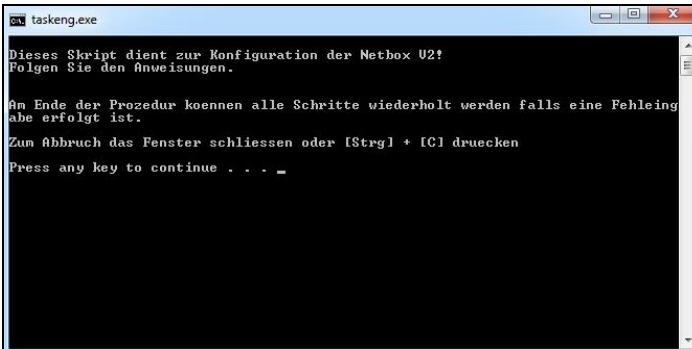 taskeng.exe
Dieses Skript dient zur Konfiguration der Netbox V2!
Folgen Sie den Anweisungen.
Am Ende der Prozedur koennen alle Schritte wiederholt werden falls eine Fehleing
abe erfolgt ist.
Zum Abbruch das Fenster schliessen oder [Strg] + [C] druecken
Press any key to continue . . . _